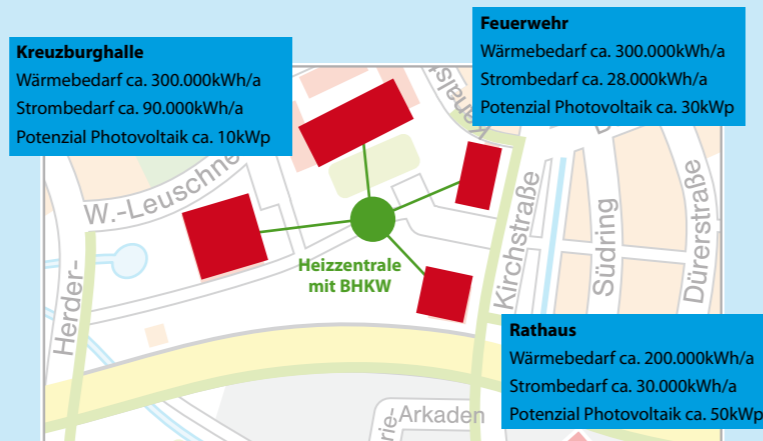 Kreuzburghalle
Wärmebedarf ca. 300.000kWh/a
Strombedarf ca. 90.000kWh/a
Potenzial Photovoltaik ca. 10kWp
Feuerwehr
Wärmebedarf ca. 300.000kWh/a
Strombedarf ca. 28.000kWh/a
Potenzial Photovoltaik ca. 30kWp
W.-Leuschne
Herder-
Heizzentrale
mit BHKW
Kirchstraße
Südring
Dürerstraße
Rathaus
Wärmebedarf ca. 200.000kWh/a
Strombedarf ca. 30.000kWh/a
Potenzial Photovoltaik ca. 50kWp
Arkaden